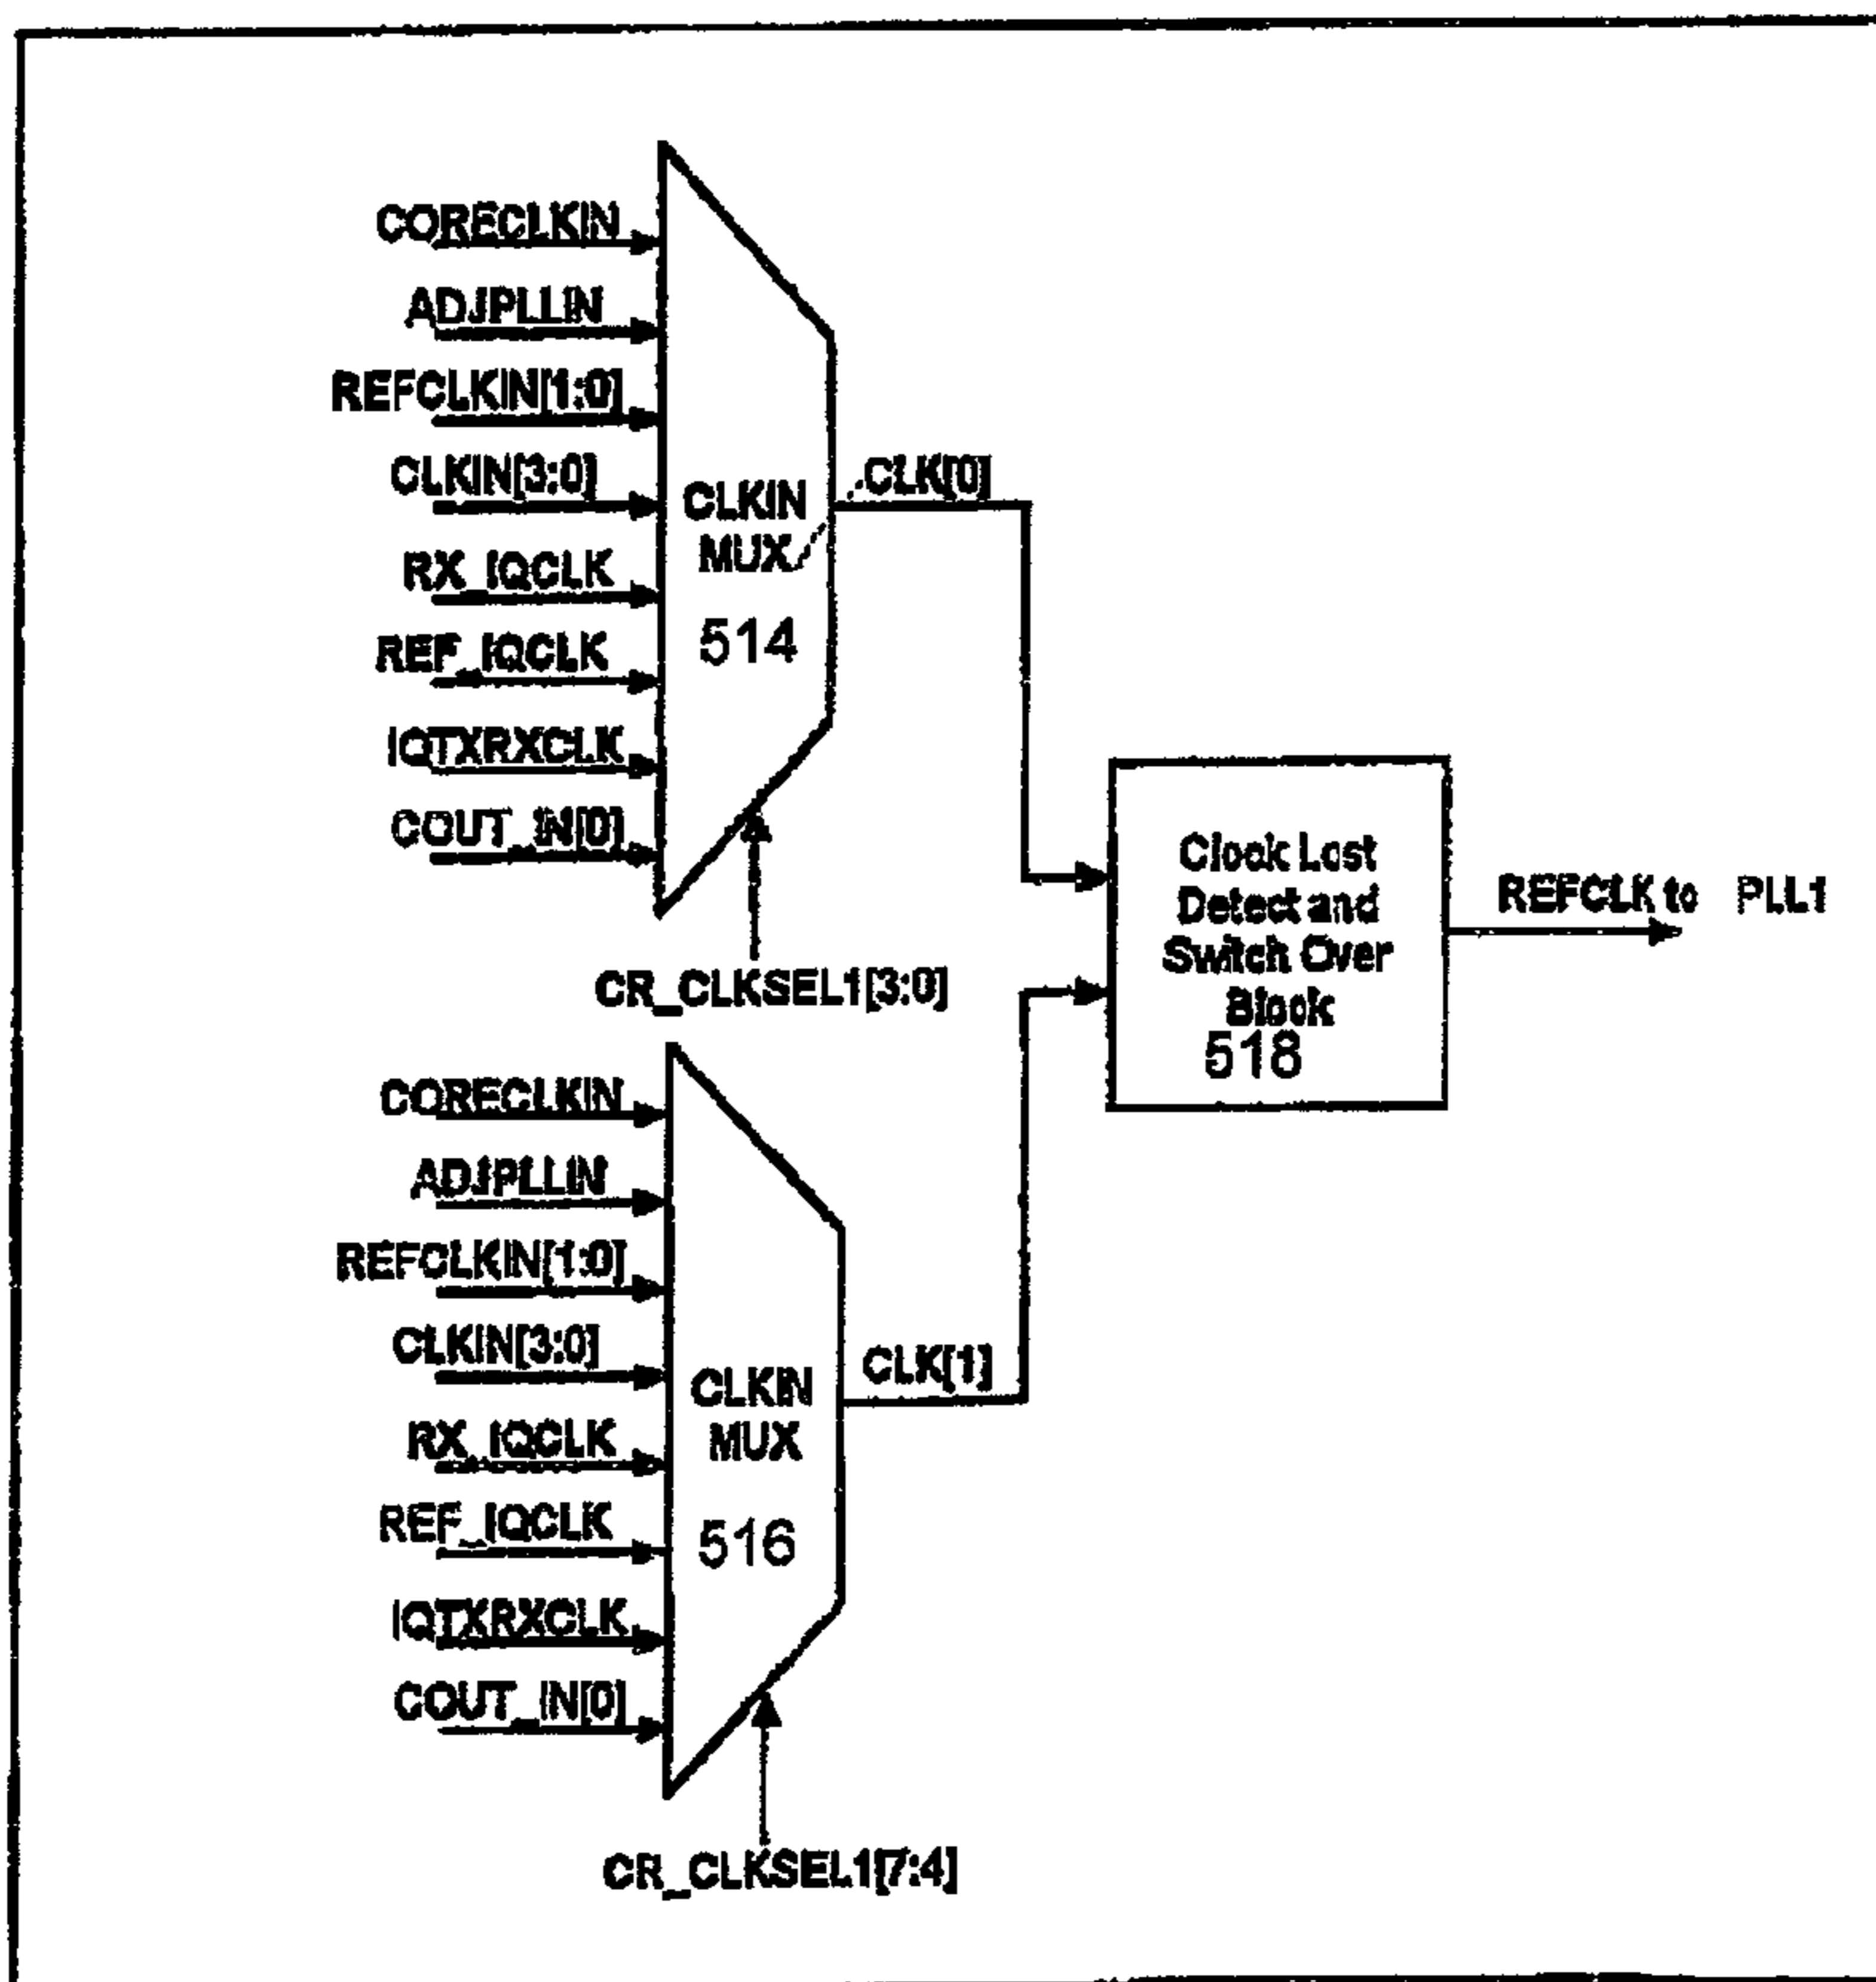 CORECLKIN
ADJPLLIN
REFCLKIN[1:0]
CLKIN[3:0]
RX_IQCLK
REF_IQCLK
IQTXRXCLK
COUT_IN[0]
CLKIN
MUX
514
CLK[0]
CR_CLKSEL1[3:0]
Clock Lost
Detect and
Switch Over
Block
518
REFCLK to PLL1
CORECLKIN
ADJPLLIN
REFCLKIN[1:0]
CLKIN[3:0]
RX_IQCLK
REF_IQCLK
IQTXRXCLK
COUT_IN[0]
CLKIN
MUX
516
CLK[1]
CR_CLKSEL1[7:4]